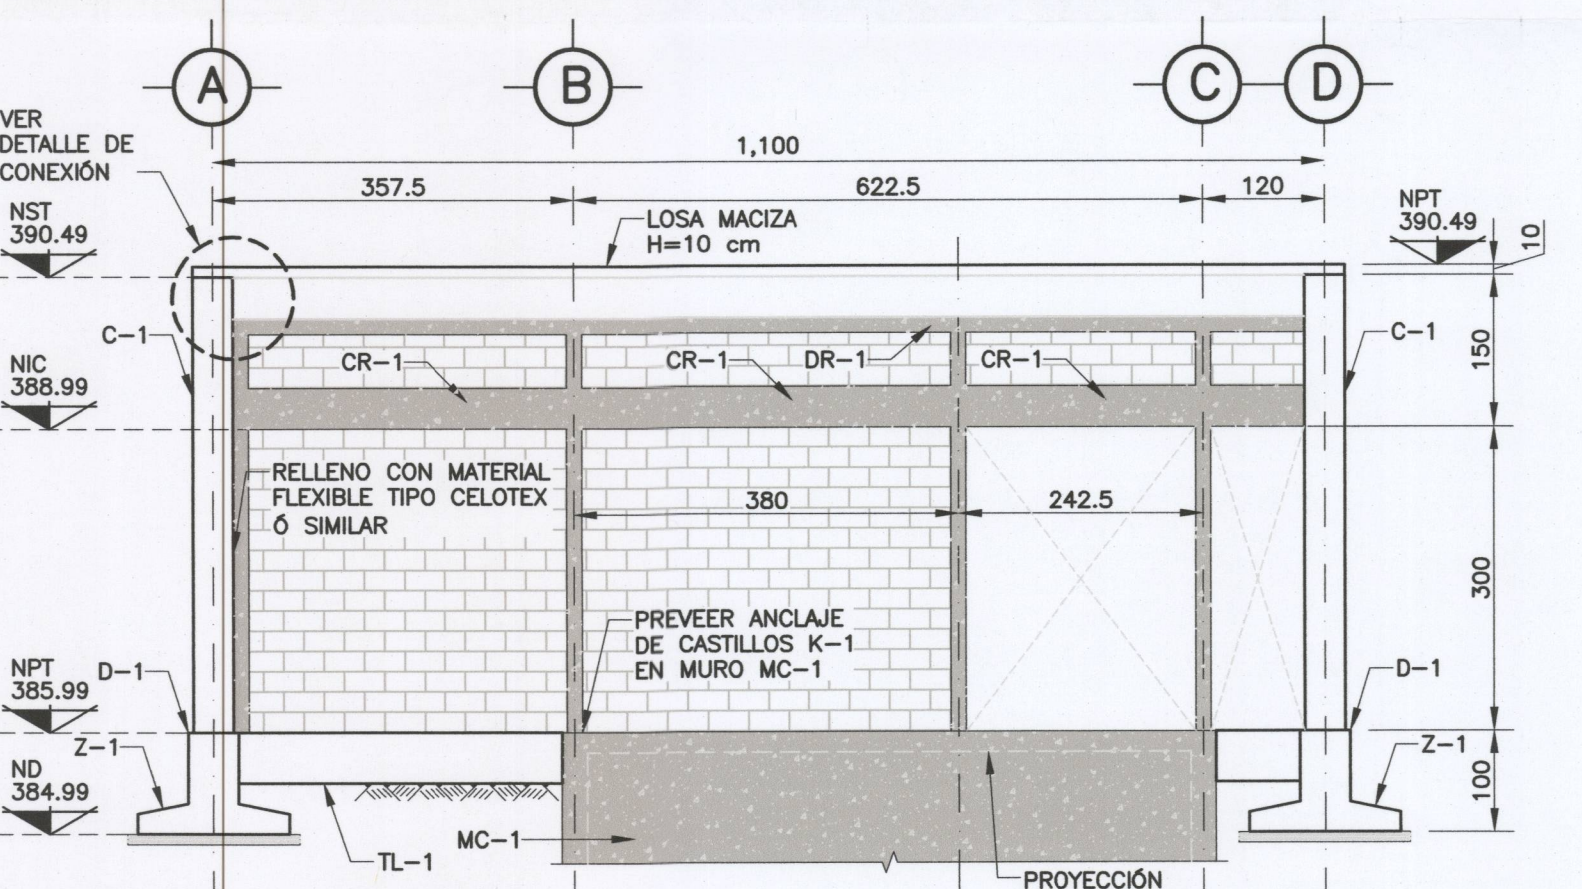 A
B
C
D
VER
DETALLE DE
CONEXIÓN
1,100
357.5
622.5
120
NST
390.49
LOSA MACIZA
H=10 cm
NPT
390.49
10
C-1
C-1
NIC
388.99
CR-1
CR-1
DR-1
CR-1
150
RELLENO CON MATERIAL
FLEXIBLE TIPO CELOTEX
Ó SIMILAR
380
242.5
300
PREVEER ANCLAJE
DE CASTILLOS K-1
EN MURO MC-1
NPT
385.99
D-1
D-1
Z-1
Z-1
ND
384.99
100
MC-1
TL-1
PROYECCIÓN